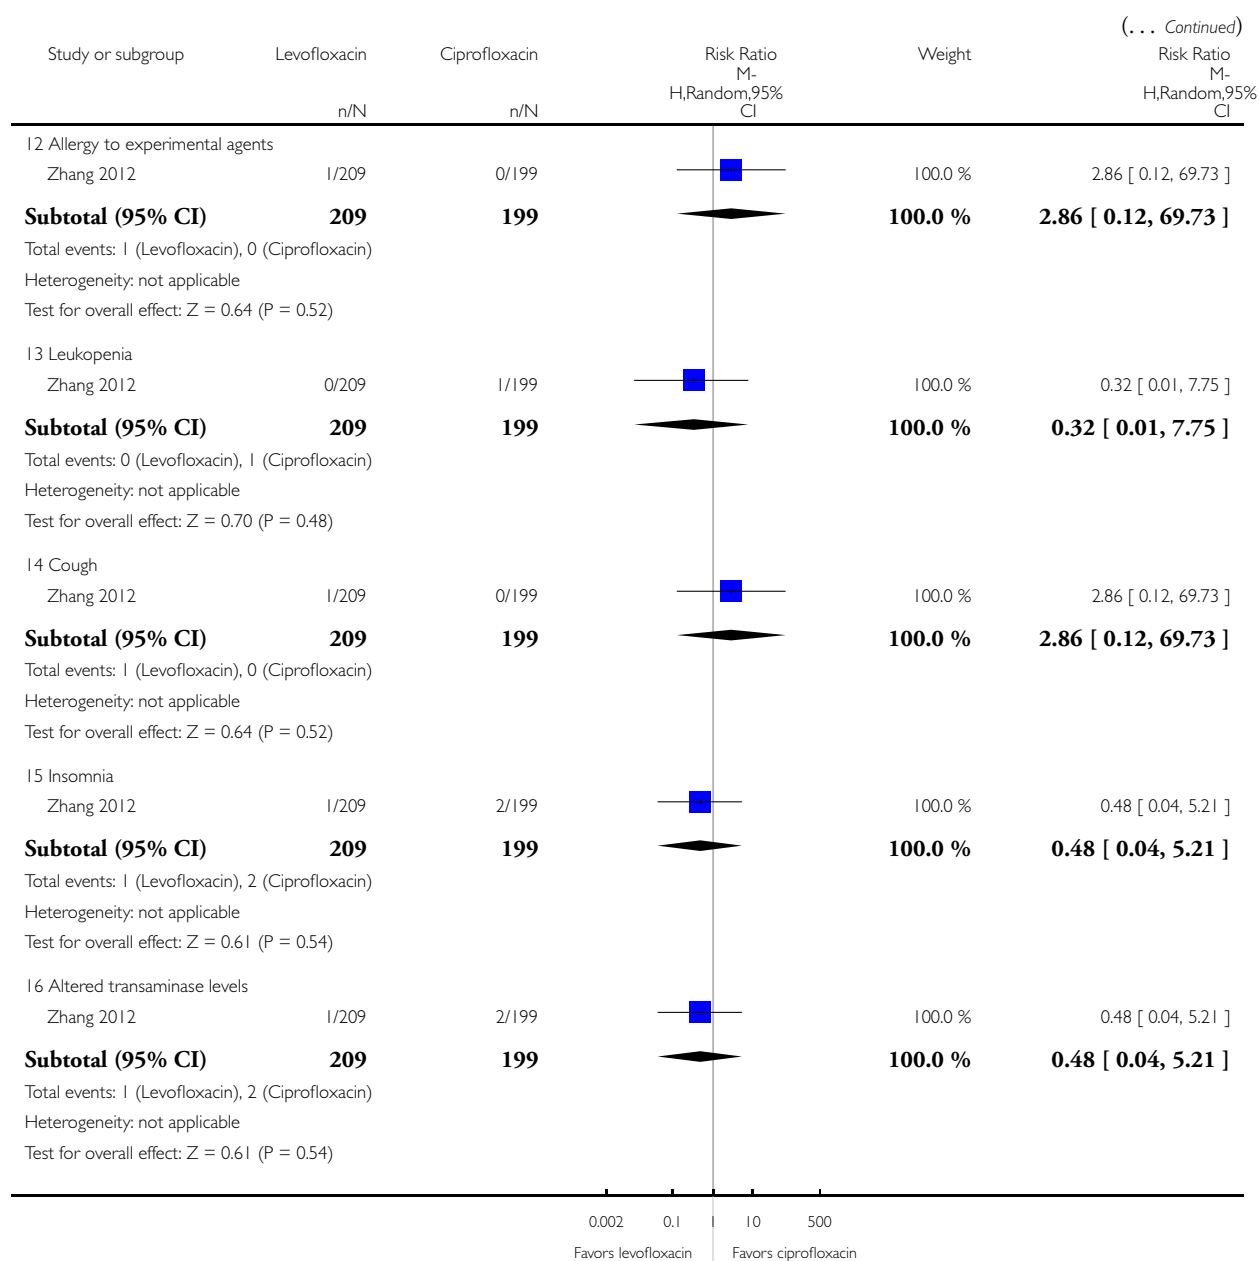 (... Continued)
Study or subgroup Levofloxacin Ciprofloxacin Risk Ratio Weight Risk Ratio
M- M-
H,Random,95% H,Random,95%
n/N n/N CI CI
12 Allergy to experimental agents
Zhang 2012 1/209 0/199 100.0 % 2.86 [ 0.12, 69.73 ]
Subtotal (95% CI) 209 199 100.0 % 2.86 [ 0.12, 69.73 ]
Total events: 1 (Levofloxacin), 0 (Ciprofloxacin)
Heterogeneity: not applicable
Test for overall effect: Z = 0.64 (P = 0.52)
13 Leukopenia
Zhang 2012 0/209 1/199 100.0 % 0.32 [ 0.01, 7.75 ]
Subtotal (95% CI) 209 199 100.0 % 0.32 [ 0.01, 7.75 ]
Total events: 0 (Levofloxacin), 1 (Ciprofloxacin)
Heterogeneity: not applicable
Test for overall effect: Z = 0.70 (P = 0.48)
14 Cough
Zhang 2012 1/209 0/199 100.0 % 2.86 [ 0.12, 69.73 ]
Subtotal (95% CI) 209 199 100.0 % 2.86 [ 0.12, 69.73 ]
Total events: 1 (Levofloxacin), 0 (Ciprofloxacin)
Heterogeneity: not applicable
Test for overall effect: Z = 0.64 (P = 0.52)
15 Insomnia
Zhang 2012 1/209 2/199 100.0 % 0.48 [ 0.04, 5.21 ]
Subtotal (95% CI) 209 199 100.0 % 0.48 [ 0.04, 5.21 ]
Total events: 1 (Levofloxacin), 2 (Ciprofloxacin)
Heterogeneity: not applicable
Test for overall effect: Z = 0.61 (P = 0.54)
16 Altered transaminase levels
Zhang 2012 1/209 2/199 100.0 % 0.48 [ 0.04, 5.21 ]
Subtotal (95% CI) 209 199 100.0 % 0.48 [ 0.04, 5.21 ]
Total events: 1 (Levofloxacin), 2 (Ciprofloxacin)
Heterogeneity: not applicable
Test for overall effect: Z = 0.61 (P = 0.54)
0.002 0.1 1 10 500
Favors levofloxacin Favors ciprofloxacin